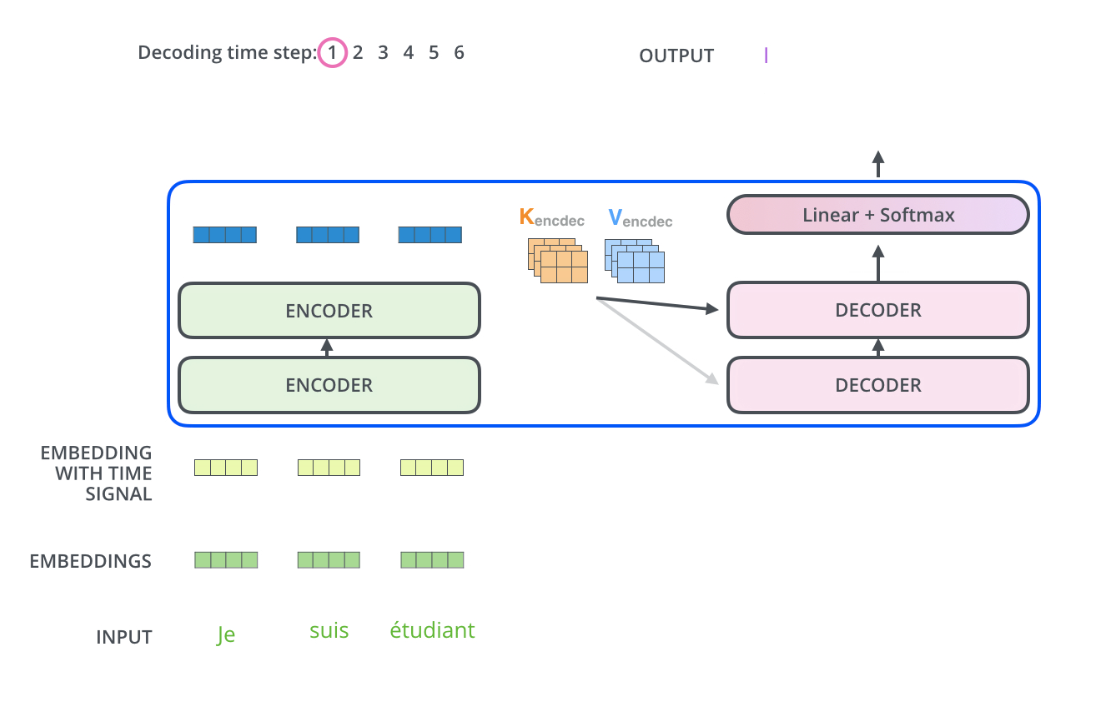 Decoding time step: 1 2 3 4 5 6
OUTPUT I
Kencdec Vencdec
Linear + Softmax
ENCODER
DECODER
ENCODER
DECODER
EMBEDDING
WITH TIME
SIGNAL
EMBEDDINGS
INPUT Je suis étudiant